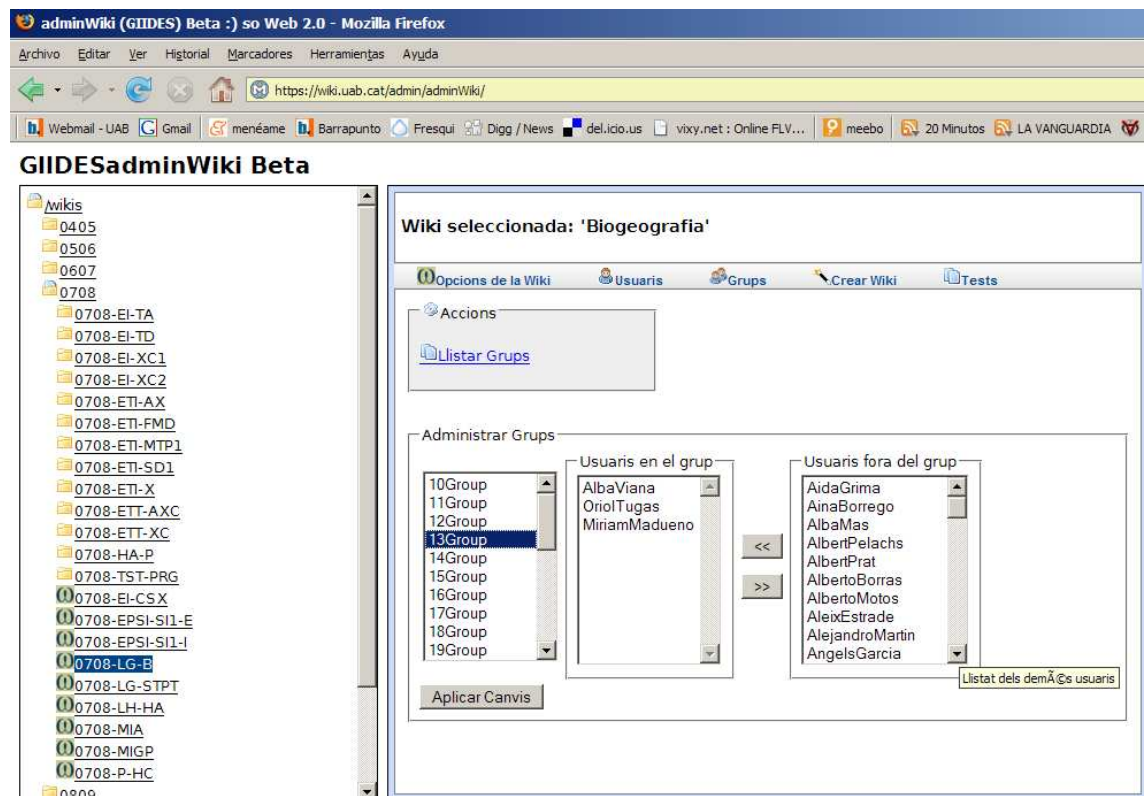 adminWiki (GIIDES) Beta :) so Web 2.0 - Mozilla Firefox
Archivo Editar Ver Historial Marcadores Herramientas Ayuda
https://wiki.uab.cat/admin/adminWiki/
Webmail - UAB Gmail menéame Barrapunto Fresqui Digg / News del.icio.us vixy.net : Online FLV... meebo 20 Minutos LA VANGUARDIA
GIIDESadminWiki Beta
/wikis
0405
0506
0607
0708
0708-EI-TA
0708-EI-TD
0708-EI-XC1
0708-EI-XC2
0708-ETI-AX
0708-ETI-FMD
0708-ETI-MTP1
0708-ETI-SD1
0708-ETI-X
0708-ETT-AXC
0708-ETT-XC
0708-HA-P
0708-TST-PRG
0708-EI-CSX
0708-EPSI-SI1-E
0708-EPSI-SI1-I
0708-LG-B
0708-LG-STPT
0708-LH-HA
0708-MIA
0708-MIGP
0708-P-HC
0809
Wiki seleccionada: 'Biogeografia'
Opcions de la Wiki Usuaris Grups Crear Wiki Tests
Accions
Llistar Grups
Administrar Grups
10Group
11Group
12Group
13Group
14Group
15Group
16Group
17Group
18Group
19Group
Usuaris en el grup
AlbaViana
OriolTugas
MiriamMadueno
<<
>>
Usuaris fora del grup
AidaGrima
AinaBorrego
AlbaMas
AlbertPelachs
AlbertPrat
AlbertoBorras
AlbertoMotos
AleixEstrade
AlejandroMartin
AngelsGarcia
Llistat dels demÃ©s usuaris
Aplicar Canvis